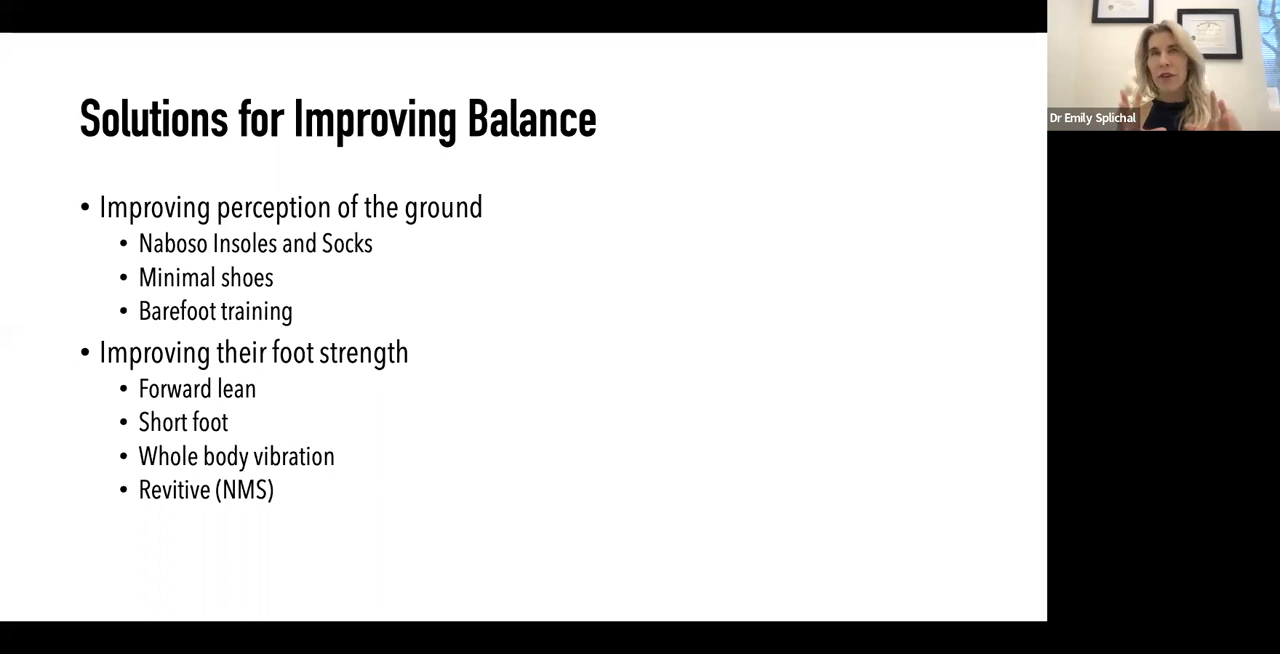 Solutions for Improving Balance
• Improving perception of the ground
• Naboso Insoles and Socks
• Minimal shoes
• Barefoot training
• Improving their foot strength
• Forward lean
• Short foot
• Whole body vibration
• Revitive (NMS)
Dr Emily Splichal